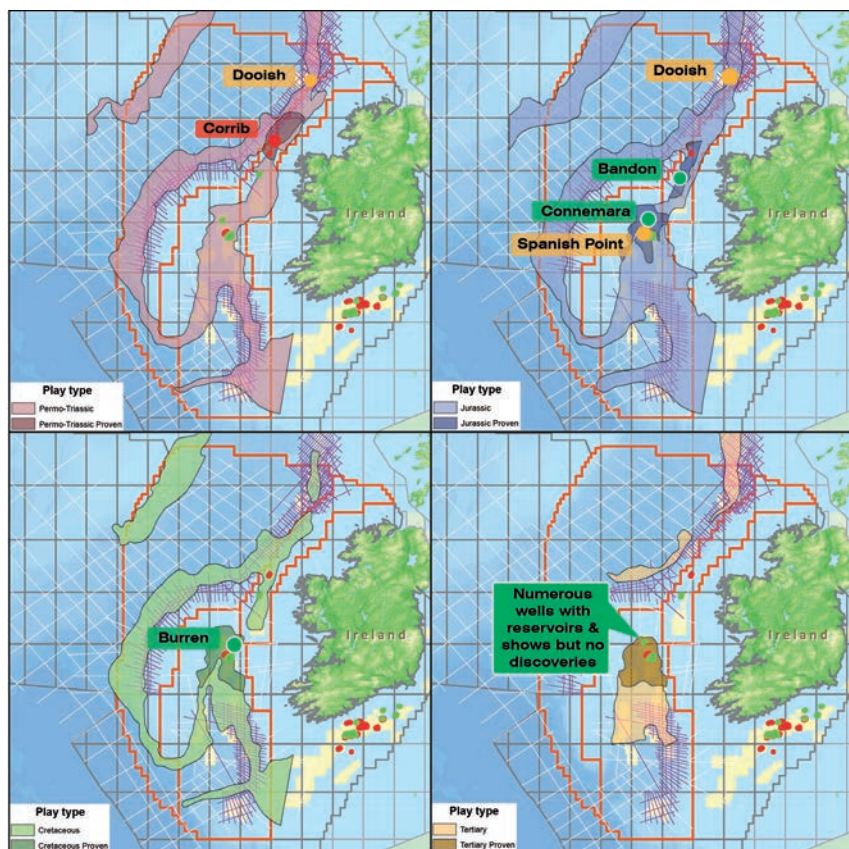 Dooish
Corrib
Ireland
Play type
Permo-Triassic
Permo-Triassic Proven
Dooish
Bandon
Connemara
Spanish Point
Ireland
Play type
Jurassic
Jurassic Proven
Burren
Ireland
Play type
Cretaceous
Cretaceous Proven
Numerous
wells with
reservoirs &
shows but no
discoveries
Ireland
Play type
Tertiary
Tertiary Proven